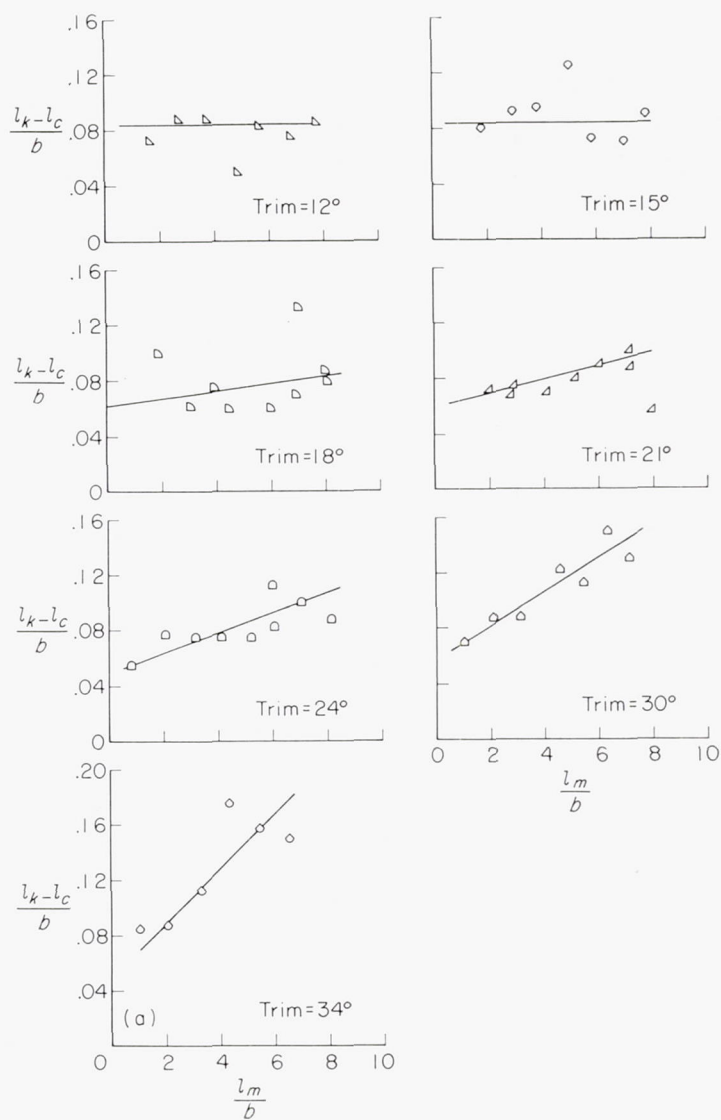 .16
.12
l_k-l_c
b
.08
.04
0
Trim=12°
Trim=15°
.16
.12
l_k-l_c
b
.08
.04
0
Trim=18°
Trim=21°
.16
.12
l_k-l_c
b
.08
.04
0
Trim=24°
Trim=30°
0 2 4 6 8 10
l_m
b
.20
.16
.12
l_k-l_c
b
.08
.04
(a)
Trim=34°
0 2 4 6 8 10
l_m
b